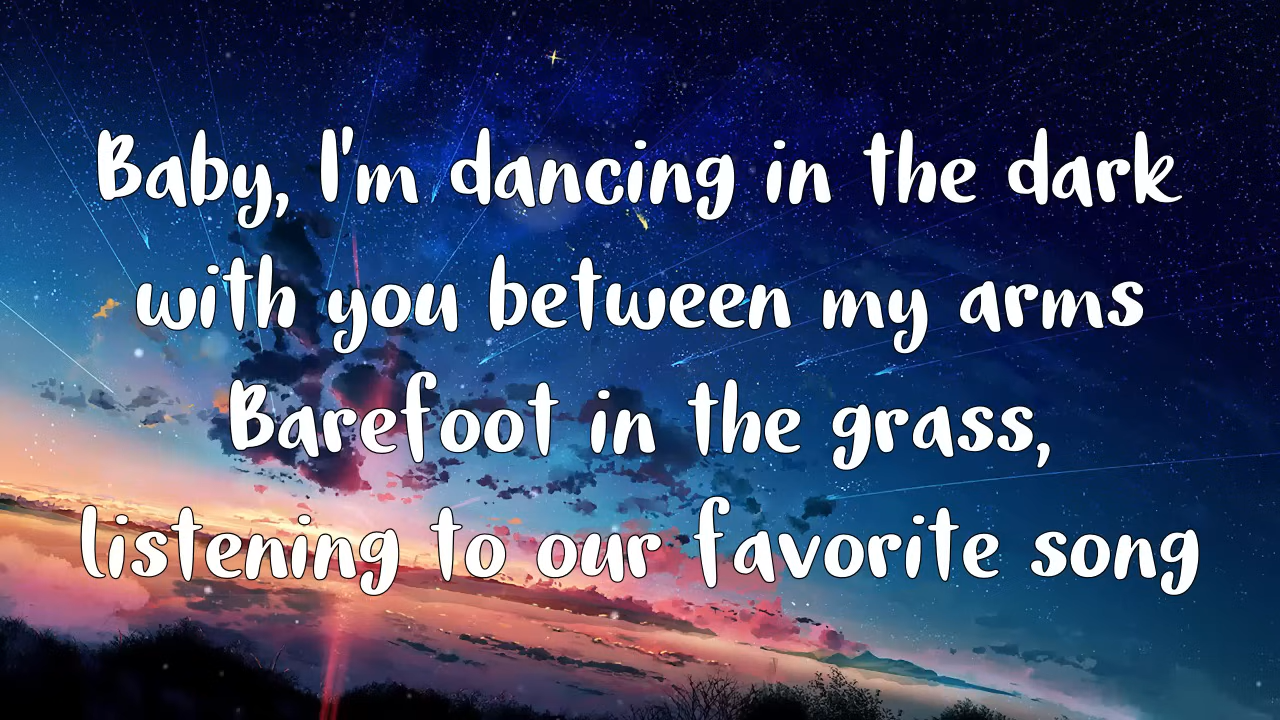 Baby, I'm dancing in the dark
with you between my arms
Barefoot in the grass,
listening to our favorite song